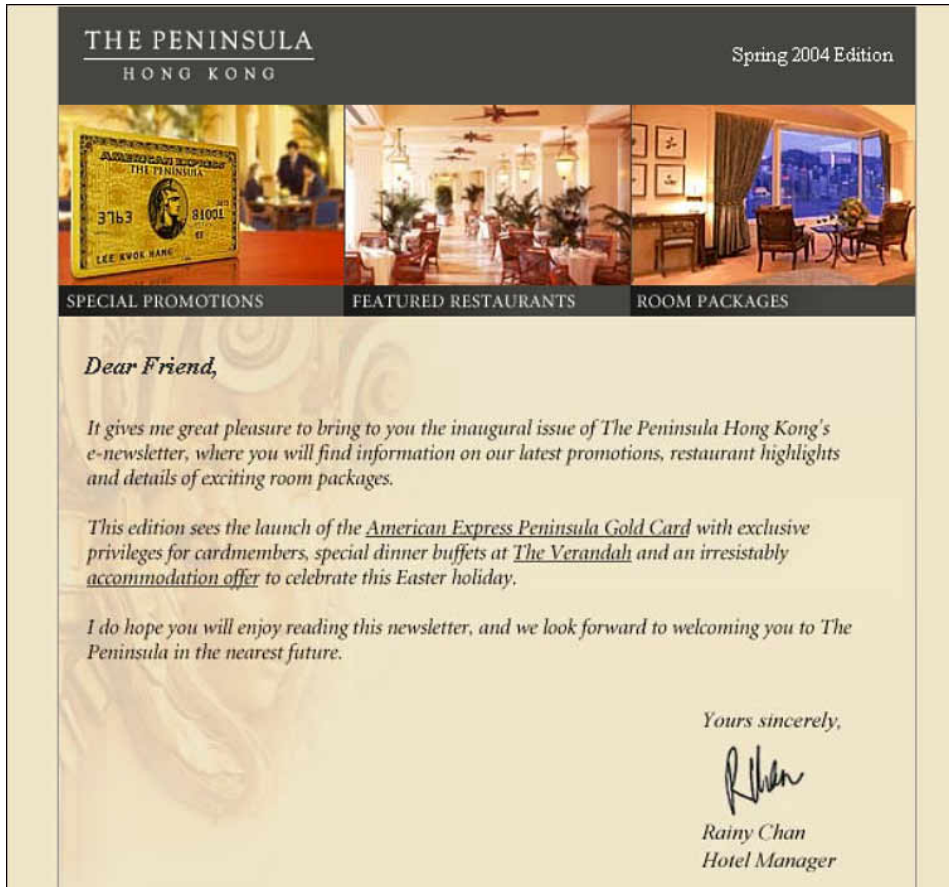 THE PENINSULA
HONG KONG
Spring 2004 Edition
AMERICAN EXPRESS
THE PENINSULA
3763 81001
LEE KWOK HANG
SPECIAL PROMOTIONS
FEATURED RESTAURANTS
ROOM PACKAGES
Dear Friend,
It gives me great pleasure to bring to you the inaugural issue of The Peninsula Hong Kong's
e-newsletter, where you will find information on our latest promotions, restaurant highlights
and details of exciting room packages.
This edition sees the launch of the American Express Peninsula Gold Card with exclusive
privileges for cardmembers, special dinner buffets at The Verandah and an irresistably
accommodation offer to celebrate this Easter holiday.
I do hope you will enjoy reading this newsletter, and we look forward to welcoming you to The
Peninsula in the nearest future.
Yours sincerely,
Rainy Chan
Hotel Manager